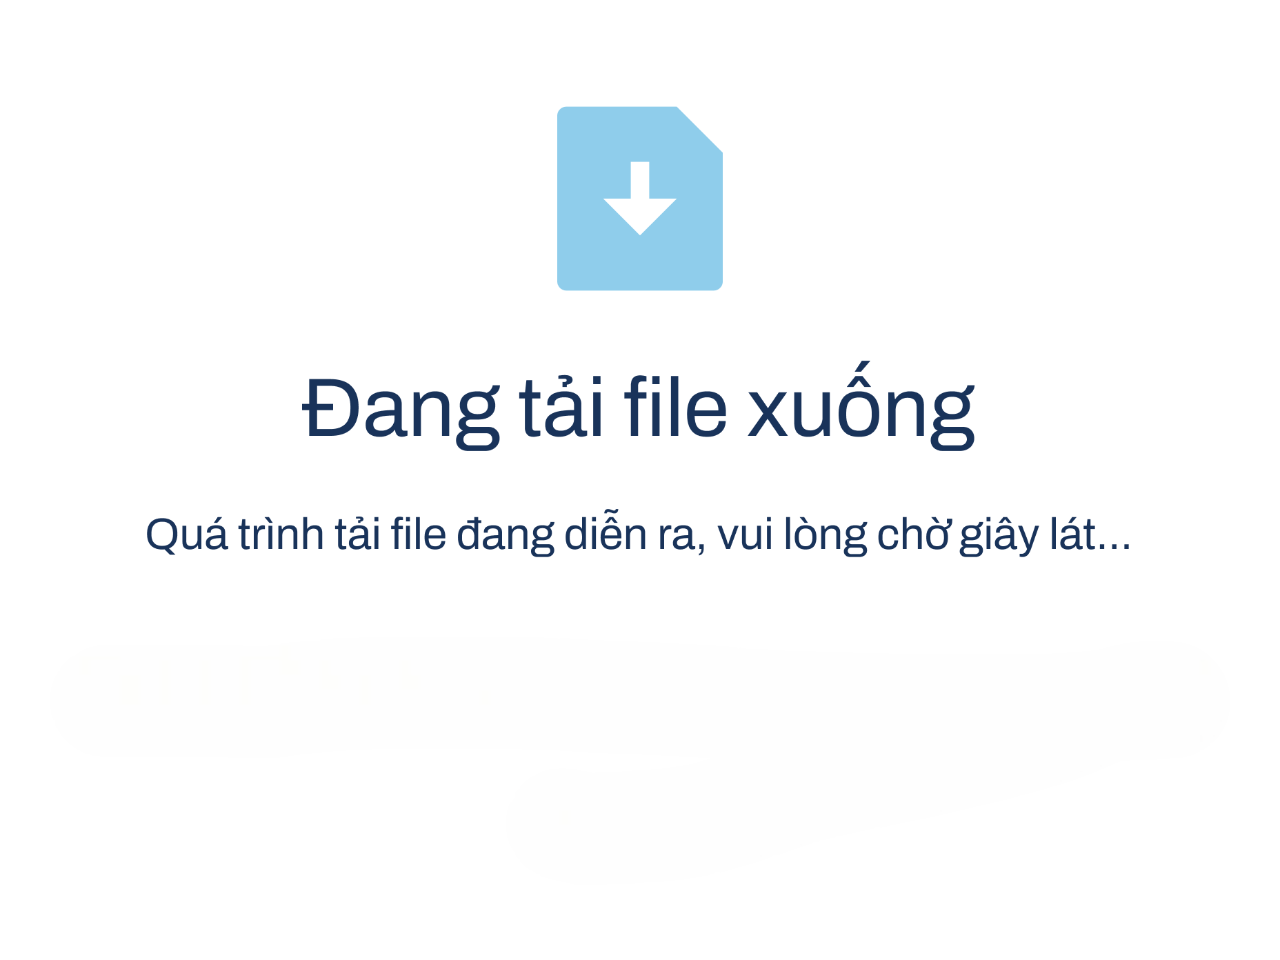 Đang tải file xuống
Quá trình tải file đang diễn ra, vui lòng chờ giây lát...